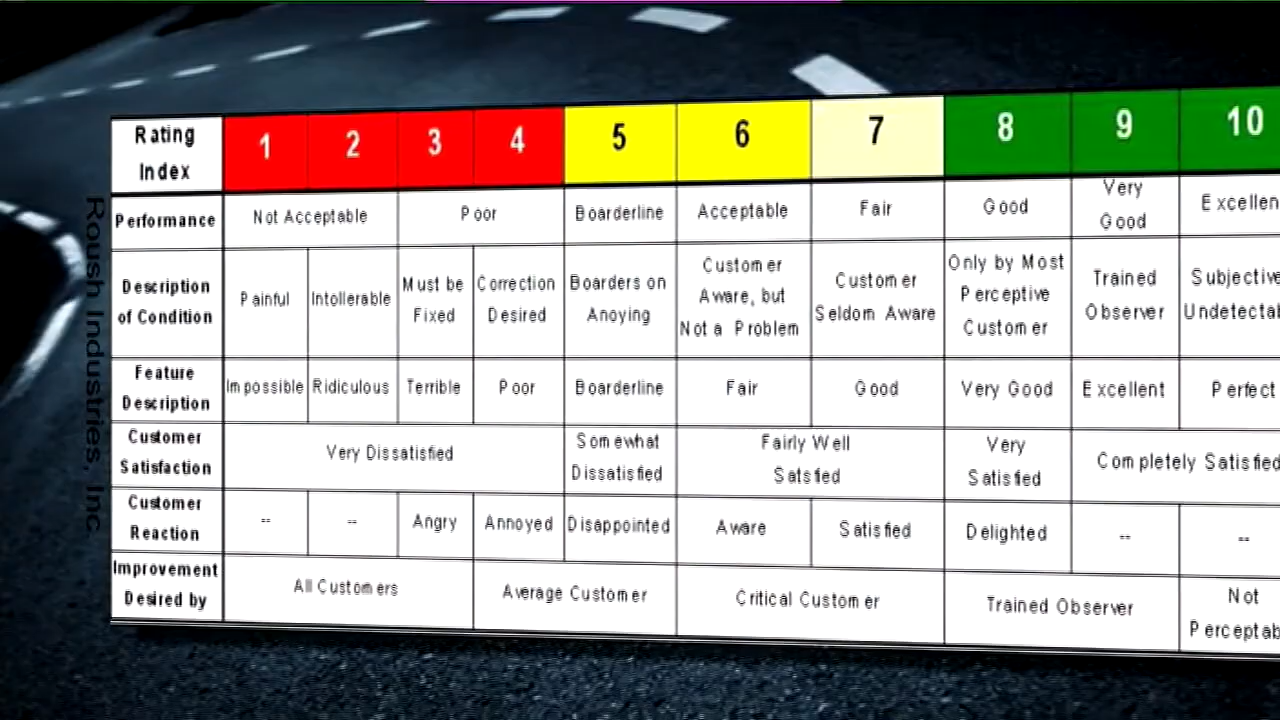 Rating Index 1 2 3 4 5 6 7 8 9 10
Performance Not Acceptable Poor Boarderline Acceptable Fair Good Very Good Excellen
Description of Condition Painful Intollerable Must be Fixed Correction Desired Boarders on Anoying Customer Aware, but Not a Problem Customer Seldom Aware Only by Most Perceptive Customer Trained Observer Subjective Undetectab
Feature Description Impossible Ridiculous Terrible Poor Boarderline Fair Good Very Good Excellent Perfect
Customer Satisfaction Very Dissatisfied Somewhat Dissatisfied Fairly Well Satsfied Very Satisfied Completely Satisfied
Customer Reaction -- -- Angry Annoyed Disappointed Aware Satisfied Delighted -- --
Improvement Desired by All Customers Average Customer Critical Customer Trained Observer Not Perceptab
Roush Industries, Inc